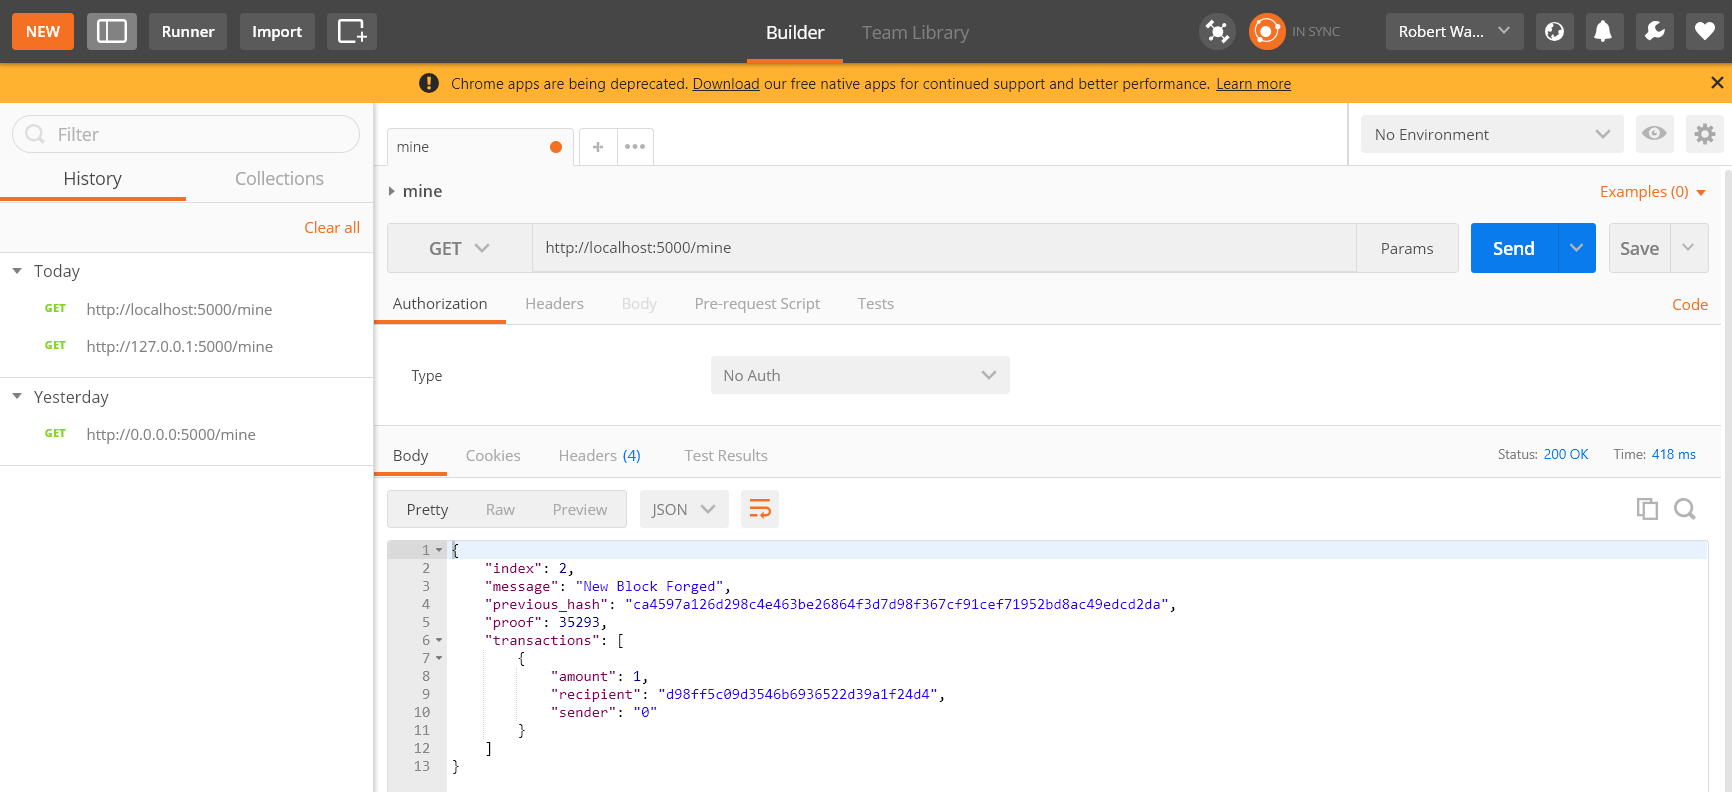 NEW Runner Import Builder Team Library IN SYNC Robert Wa...
Chrome apps are being deprecated. Download our free native apps for continued support and better performance. Learn more
Filter
History Collections
Clear all
Today
GET http://localhost:5000/mine
GET http://127.0.0.1:5000/mine
Yesterday
GET http://0.0.0.0:5000/mine
mine + ••• No Environment
mine Examples (0)
GET http://localhost:5000/mine Params Send Save
Authorization Headers Body Pre-request Script Tests Code
Type No Auth
Body Cookies Headers (4) Test Results Status: 200 OK Time: 418 ms
Pretty Raw Preview JSON
1 {
2 "index": 2,
3 "message": "New Block Forged",
4 "previous_hash": "ca4597a126d298c4e463be26864f3d7d98f367cf91cef71952bd8ac49edcd2da",
5 "proof": 35293,
6 "transactions": [
7 {
8 "amount": 1,
9 "recipient": "d98ff5c09d3546b6936522d39a1f24d4",
10 "sender": "0"
11 }
12 ]
13 }